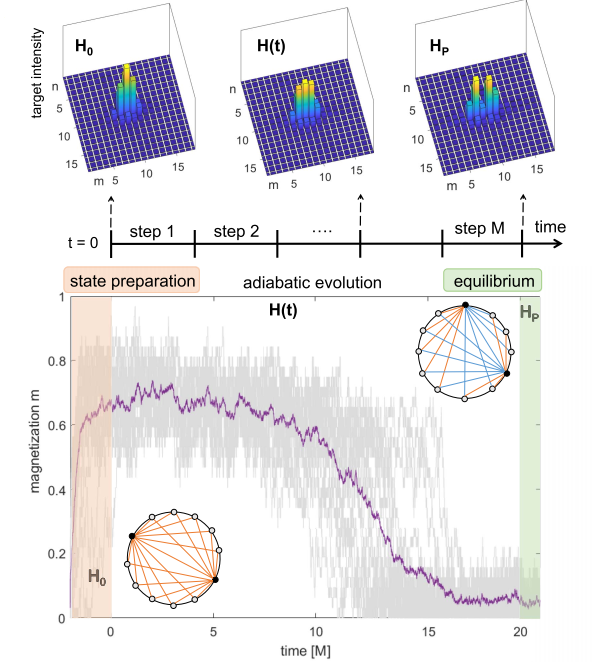 H0
H(t)
HP
target intensity
n
5
10
15
m 5
10
15
n
5
10
15
m 5
10
15
n
5
10
15
m 5
10
15
t = 0
step 1
step 2
....
step M
time
state preparation
adiabatic evolution
equilibrium
H(t)
HP
1
0.8
0.6
0.4
0.2
0
magnetization m
H0
0
5
10
15
20
time [M]